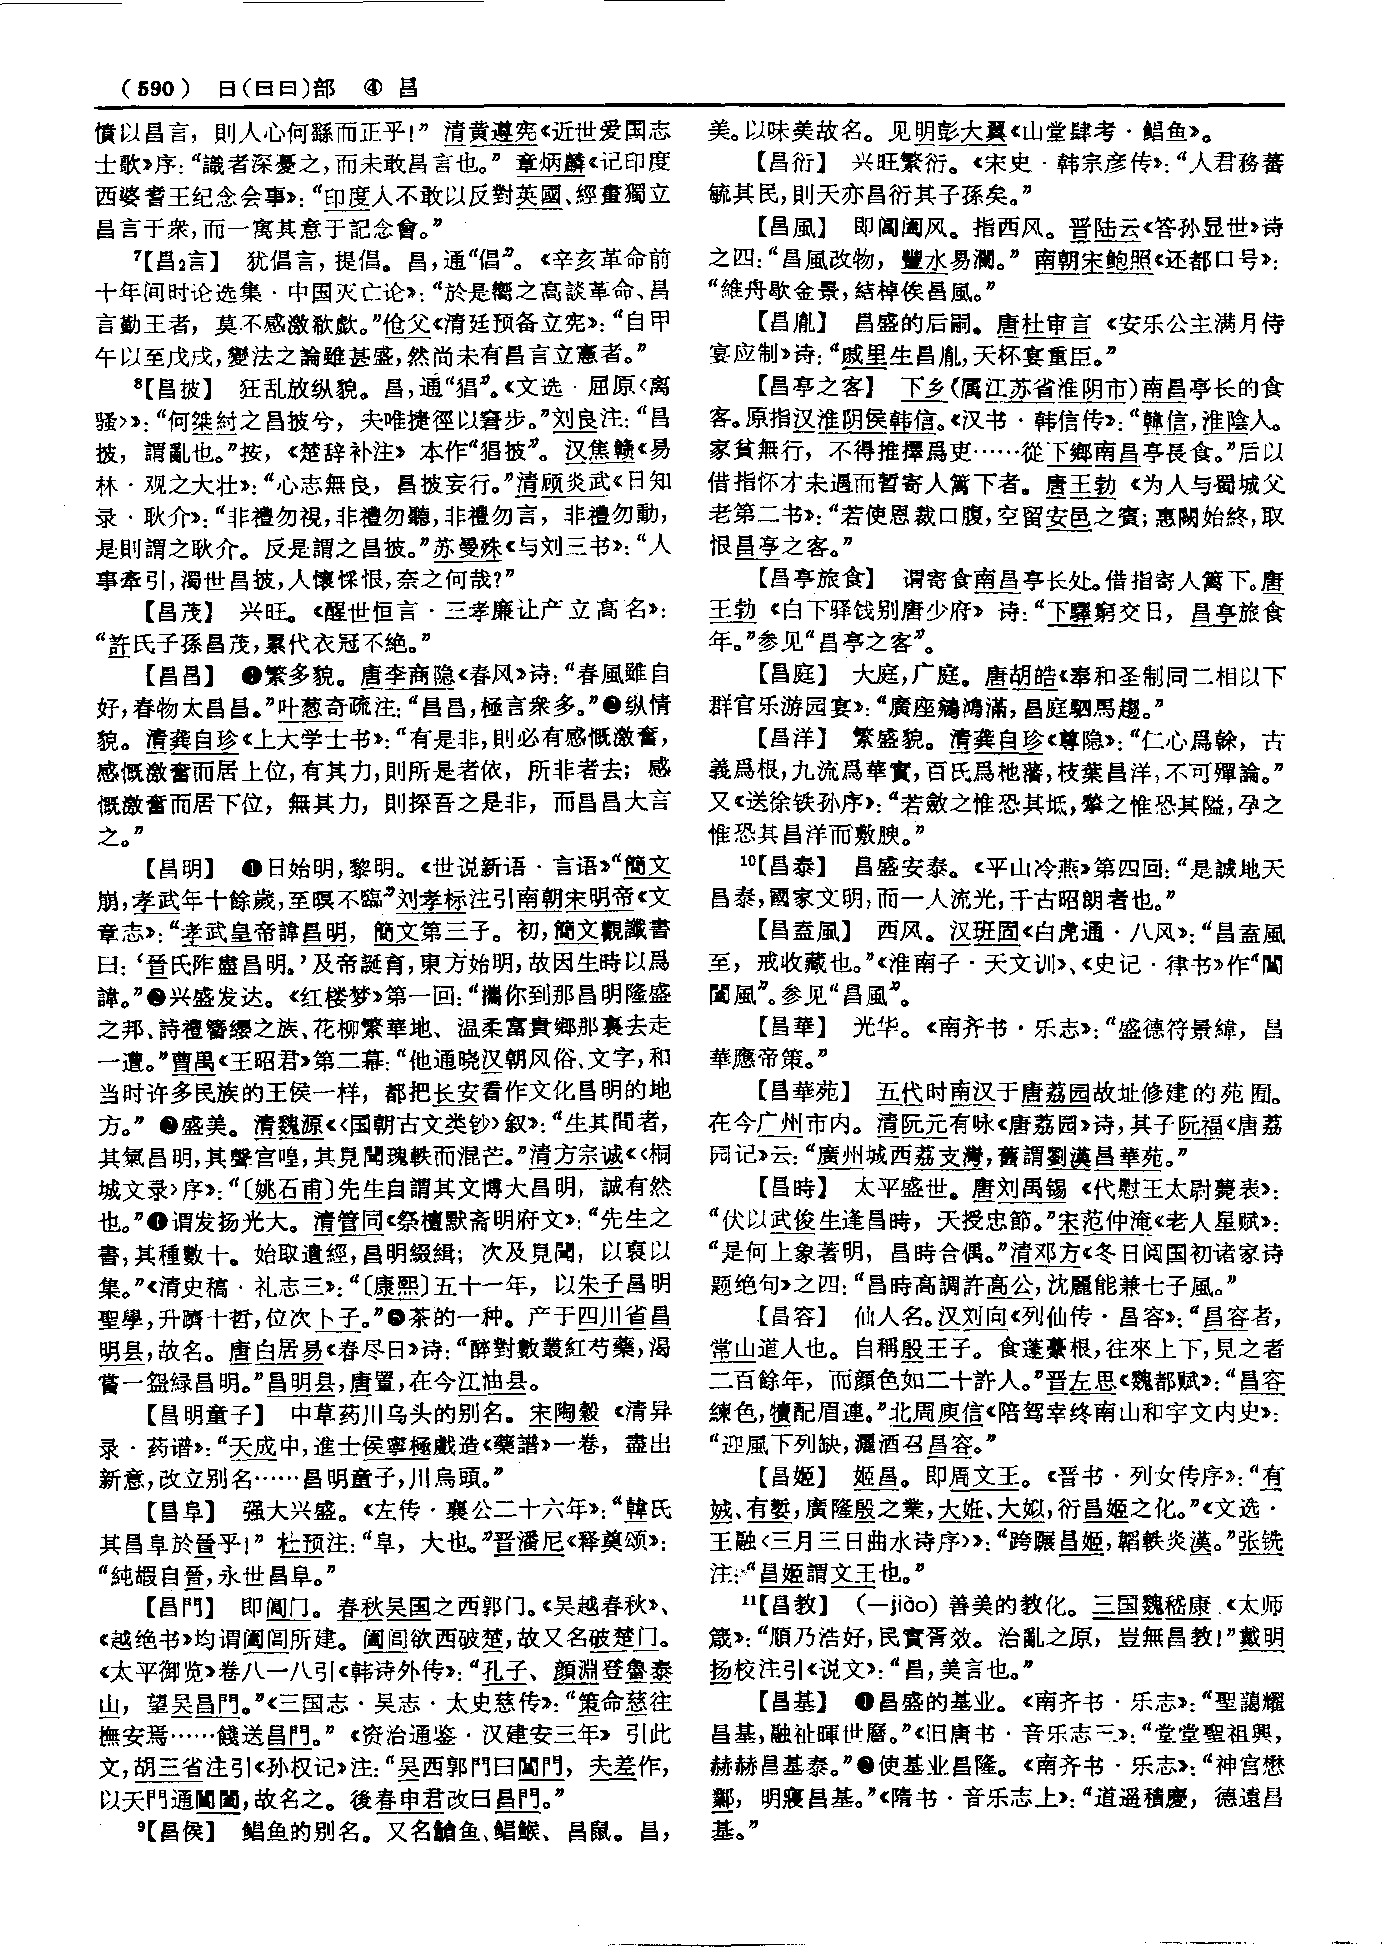 （590） 日（日曰）部 ④ 昌
憤以昌言，則人心何繇而正乎！”清黄遵宪《近世爱国志
士歌》序：“識者深憂之，而未敢昌言也。”章炳麟《记印度
西婆耆王纪念会事》：“印度人不敢以反對英國、經畫獨立
昌言于衆，而一寓其意于記念會。”
7【昌2言】 犹倡言，提倡。昌，通“倡”。《辛亥革命前
十年间时论选集·中国灭亡论》：“於是嚮之高談革命、昌
言勤王者，莫不感激欷歔。”伧父《清廷预备立宪》：“自甲
午以至戊戌，變法之論雖甚盛，然尚未有昌言立憲者。”
8【昌披】 狂乱放纵貌。昌，通“猖”。《文选·屈原〈离
骚〉》：“何桀紂之昌披兮，夫唯捷徑以窘步。”刘良注：“昌
披，謂亂也。”按，《楚辞补注》本作“猖披”。汉焦赣《易
林·观之大壮》：“心志無良，昌披妄行。”清顾炎武《日知
录·耿介》：“非禮勿視，非禮勿聽，非禮勿言，非禮勿動，
是則謂之耿介。反是謂之昌披。”苏曼殊《与刘三书》：“人
事牽引，濁世昌披，人懷惵恨，奈之何哉？”
【昌茂】 兴旺。《醒世恒言·三孝廉让产立高名》：
“許氏子孫昌茂，累代衣冠不絶。”
【昌昌】 ❶繁多貌。唐李商隐《春风》诗：“春風雖自
好，春物太昌昌。”叶葱奇疏注：“昌昌，極言衆多。”❷纵情
貌。清龚自珍《上大学士书》：“有是非，則必有感慨激奮，
感慨激奮而居上位，有其力，則所是者依，所非者去；感
慨激奮而居下位，無其力，則探吾之是非，而昌昌大言
之。”
【昌明】 ❶日始明，黎明。《世说新语·言语》“簡文
崩，孝武年十餘歲，至暝不臨”刘孝标注引南朝宋明帝《文
章志》：“孝武皇帝諱昌明，簡文第三子。初，簡文觀讖書
曰：‘晉氏阼盡昌明。’及帝誕育，東方始明，故因生時以爲
諱。”❷兴盛发达。《红楼梦》第一回：“攜你到那昌明隆盛
之邦、詩禮簪纓之族、花柳繁華地、温柔富貴鄉那裏去走
一遭。”曹禺《王昭君》第二幕：“他通晓汉朝风俗、文字，和
当时许多民族的王侯一样，都把长安看作文化昌明的地
方。”❸盛美。清魏源《〈国朝古文类钞〉叙》：“生其間者，
其氣昌明，其聲宫喤，其見聞瑰軼而混芒。”清方宗诚《〈桐
城文录〉序》：“〔姚石甫〕先生自謂其文博大昌明，誠有然
也。”❹谓发扬光大。清管同《祭檀默斋明府文》：“先生之
書，其種數十。始取遺經，昌明綴緝；次及見聞，以裒以
集。”《清史稿·礼志三》：“〔康熙〕五十一年，以朱子昌明
聖學，升躋十哲，位次卜子。”❺茶的一种。产于四川省昌
明县，故名。唐白居易《春尽日》诗：“醉對數叢紅芍藥，渴
嘗一盌緑昌明。”昌明县，唐置，在今江油县。
【昌明童子】 中草药川乌头的别名。宋陶穀《清异
录·药谱》：“天成中，進士侯寧極戲造《藥譜》一卷，盡出
新意，改立别名……昌明童子，川烏頭。”
【昌阜】 强大兴盛。《左传·襄公二十六年》：“韓氏
其昌阜於晉乎！”杜预注：“阜，大也。”晋潘尼《释奠颂》：
“純嘏自晉，永世昌阜。”
【昌門】 即阊门。春秋吴国之西郭门。《吴越春秋》、
《越绝书》均谓阖闾所建。阖闾欲西破楚，故又名破楚门。
《太平御览》卷八一八引《韩诗外传》：“孔子、顔淵登魯泰
山，望吴昌門。”《三国志·吴志·太史慈传》：“策命慈往
撫安焉……餞送昌門。”《资治通鉴·汉建安三年》引此
文，胡三省注引《孙权记》注：“吴西郭門曰閶門，夫差作，
以天門通閶闔，故名之。後春申君改曰昌門。”
9【昌侯】 鲳鱼的别名。又名鱠鱼、鲳鯸、昌鼠。昌，
美。以味美故名。见明彭大翼《山堂肆考·鲳鱼》。
【昌衍】 兴旺繁衍。《宋史·韩宗彦传》：“人君務蕃
毓其民，則天亦昌衍其子孫矣。”
【昌風】 即阊阖风。指西风。晋陆云《答孙显世》诗
之四：“昌風改物，豐水易瀾。”南朝宋鲍照《还都口号》：
“維舟歇金景，結棹俟昌風。”
【昌胤】 昌盛的后嗣。唐杜审言《安乐公主满月侍
宴应制》诗：“戚里生昌胤，天杯宴重臣。”
【昌亭之客】 下乡（属江苏省淮阴市）南昌亭长的食
客。原指汉淮阴侯韩信。《汉书·韩信传》：“韓信，淮陰人。
家貧無行，不得推擇爲吏……從下鄉南昌亭長食。”后以
借指怀才未遇而暂寄人篱下者。唐王勃《为人与蜀城父
老第二书》：“若使恩裁口腹，空留安邑之賓；惠闕始終，取
恨昌亭之客。”
【昌亭旅食】 谓寄食南昌亭长处。借指寄人篱下。唐
王勃《白下驿饯别唐少府》诗：“下驛窮交日，昌亭旅食
年。”参见“昌亭之客”。
【昌庭】 大庭，广庭。唐胡皓《奉和圣制同二相以下
群官乐游园宴》：“廣座鵷鴻滿，昌庭駟馬趨。”
【昌洋】 繁盛貌。清龚自珍《尊隐》：“仁心爲榦，古
義爲根，九流爲華實，百氏爲杝藩，枝葉昌洋，不可殫論。”
又《送徐铁孙序》：“若斂之惟恐其坻，揫之惟恐其隘，孕之
惟恐其昌洋而敷腴。”
10【昌泰】 昌盛安泰。《平山冷燕》第四回：“是誠地天
昌泰，國家文明，而一人流光，千古昭朗者也。”
【昌盍風】 西风。汉班固《白虎通·八风》：“昌盍風
至，戒收藏也。”《淮南子·天文训》、《史记·律书》作“閶
闔風”。参见“昌風”。
【昌華】 光华。《南齐书·乐志》：“盛德符景緯，昌
華應帝策。”
【昌華苑】 五代时南汉于唐荔园故址修建的苑囿。
在今广州市内。清阮元有咏《唐荔园》诗，其子阮福《唐荔
园记》云：“廣州城西荔支灣，舊謂劉漢昌華苑。”
【昌時】 太平盛世。唐刘禹锡《代慰王太尉薨表》：
“伏以武俊生逢昌時，天授忠節。”宋范仲淹《老人星赋》：
“是何上象著明，昌時合偶。”清邓方《冬日阅国初诸家诗
题绝句》之四：“昌時高調許高公，沈麗能兼七子風。”
【昌容】 仙人名。汉刘向《列仙传·昌容》：“昌容者，
常山道人也。自稱殷王子。食蓬虆根，往來上下，見之者
二百餘年，而顔色如二十許人。”晋左思《魏都赋》：“昌容
練色，犢配眉連。”北周庾信《陪驾幸终南山和宇文内史》：
“迎風下列缺，灑酒召昌容。”
【昌姬】 姬昌。即周文王。《晋书·列女传序》：“有
娀、有㜪，廣隆殷之業，大姙、大姒，衍昌姬之化。”《文选·
王融〈三月三日曲水诗序〉》：“跨躡昌姬，韜軼炎漢。”张铣
注：“昌姬謂文王也。”
11【昌教】 （—jiào）善美的教化。三国魏嵇康《太师
箴》：“順乃浩好，民實胥效。治亂之原，豈無昌教！”戴明
扬校注引《说文》：“昌，美言也。”
【昌基】 ❶昌盛的基业。《南齐书·乐志》：“聖藹耀
昌基，融祉暉世曆。”《旧唐书·音乐志三》：“堂堂聖祖興，
赫赫昌基泰。”❷使基业昌隆。《南齐书·乐志》：“神宫懋
鄴，明寢昌基。”《隋书·音乐志上》：“道遥積慶，德遠昌
基。”